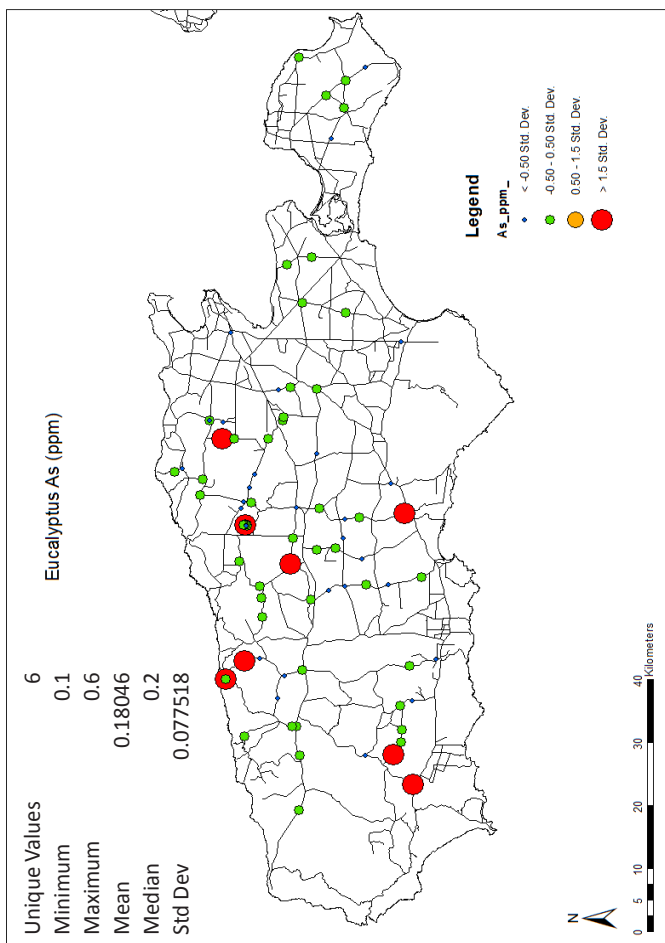 Unique Values 6
Minimum 0.1
Maximum 0.6
Mean 0.18046
Median 0.2
Std Dev 0.077518
Eucalyptus As (ppm)
Legend
As_ppm_
< -0.50 Std. Dev.
-0.50 - 0.50 Std. Dev.
0.50 - 1.5 Std. Dev.
> 1.5 Std. Dev.
N
0 5 10 20 30 40
Kilometers